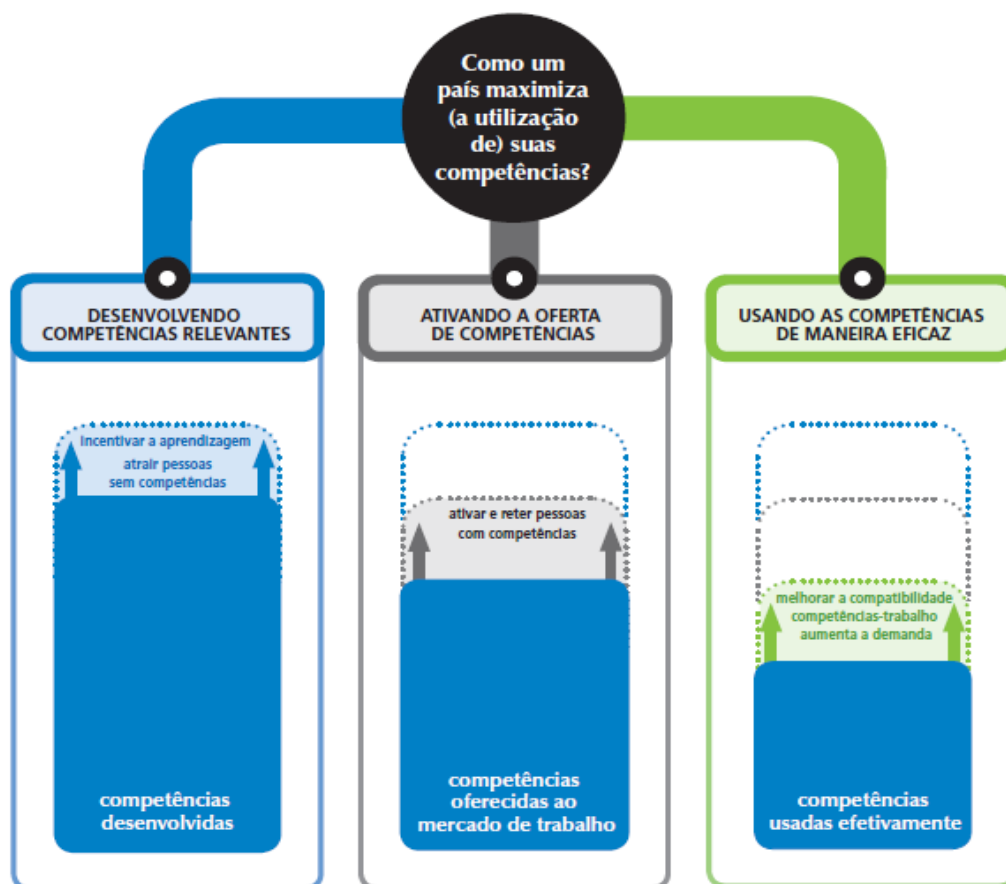 Como um
país maximiza
(a utilização
de) suas
competências?
DESENVOLVENDO
COMPETÊNCIAS RELEVANTES
incentivar a aprendizagem
atrair pessoas
sem competências
competências
desenvolvidas
ATIVANDO A OFERTA
DE COMPETÊNCIAS
ativar e reter pessoas
com competências
competências
oferecidas ao
mercado de trabalho
USANDO AS COMPETÊNCIAS
DE MANEIRA EFICAZ
melhorar a compatibilidade
competências-trabalho
aumenta a demanda
competências
usadas efetivamente